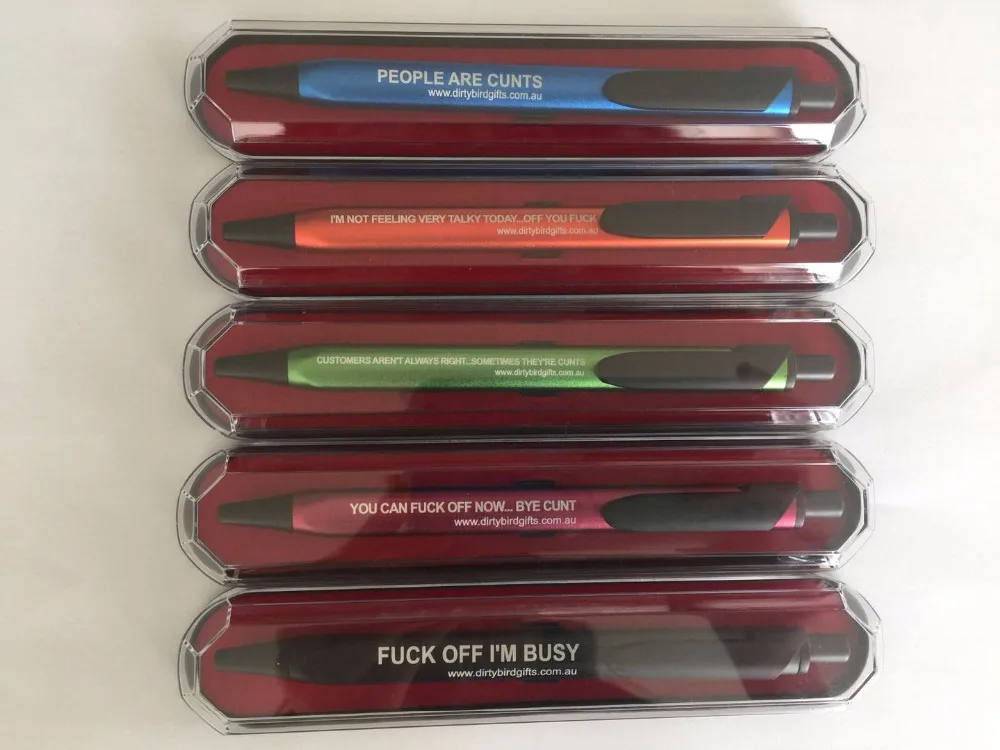 PEOPLE ARE CUNTS
www.dirtybirdgifts.com.au
I'M NOT FEELING VERY TALKY TODAY...OFF YOU FUCK
www.dirtybirdgifts.com.au
CUSTOMERS AREN'T ALWAYS RIGHT...SOMETIMES THEY'RE CUNTS
www.dirtybirdgifts.com.au
YOU CAN FUCK OFF NOW... BYE CUNT
www.dirtybirdgifts.com.au
FUCK OFF I'M BUSY
www.dirtybirdgifts.com.au